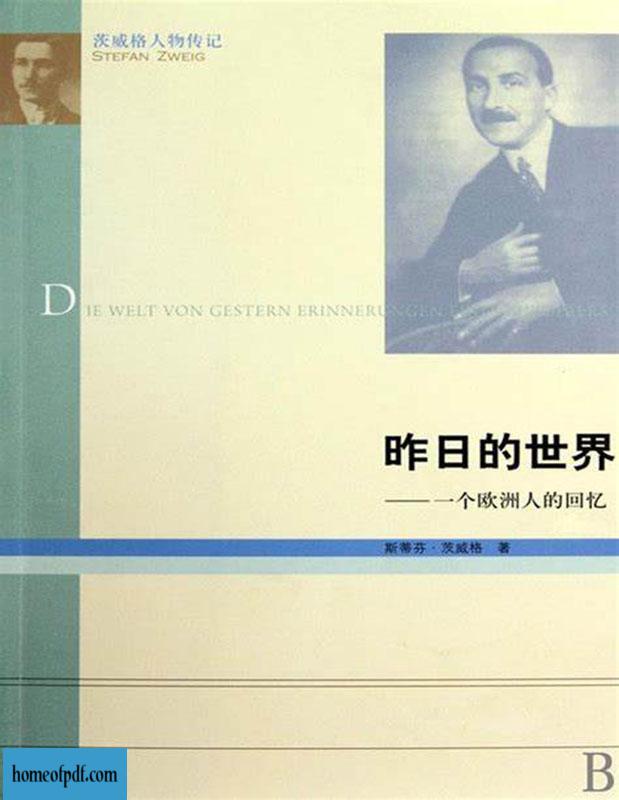 茨威格人物传记
STEFAN ZWEIG
DIE WELT VON GESTERN ERINNERUNGEN
昨日的世界
——一个欧洲人的回忆
斯蒂芬·茨威格 著
B
homeofpdf.com